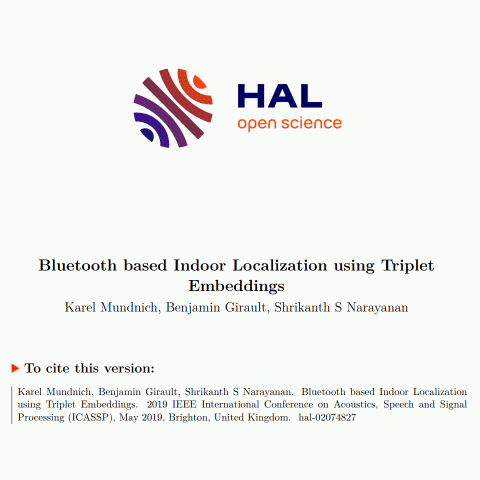 HAL
open science
Bluetooth based Indoor Localization using Triplet
Embeddings
Karel Mundnich, Benjamin Girault, Shrikanth S Narayanan
To cite this version:
Karel Mundnich, Benjamin Girault, Shrikanth S Narayanan. Bluetooth based Indoor Localization
using Triplet Embeddings. 2019 IEEE International Conference on Acoustics, Speech and Signal
Processing (ICASSP), May 2019, Brighton, United Kingdom. hal-02074827